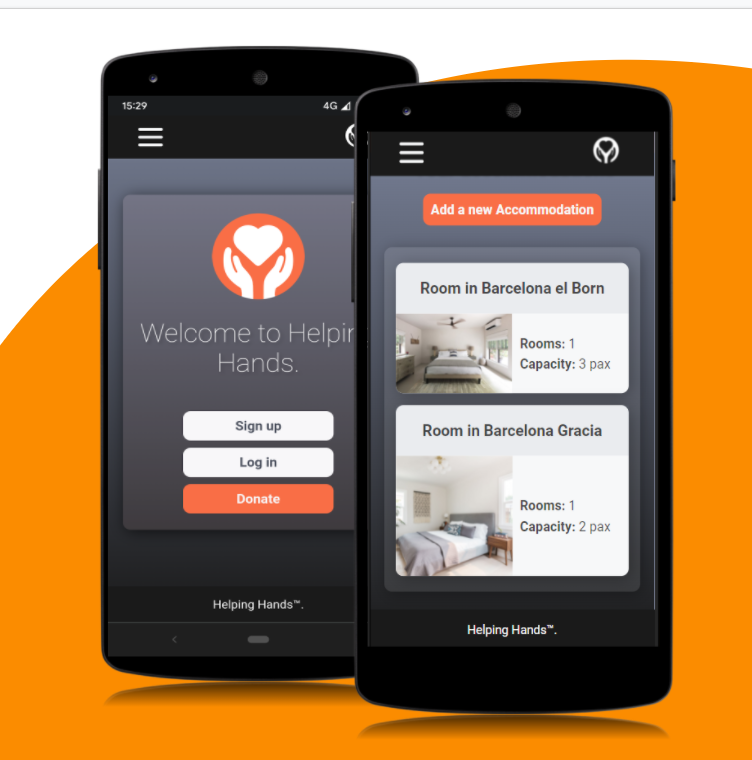 15:29
4G
Welcome to Helpin
Hands.
Sign up
Log in
Donate
Helping Hands™.
Add a new Accommodation
Room in Barcelona el Born
Rooms: 1
Capacity: 3 pax
Room in Barcelona Gracia
Rooms: 1
Capacity: 2 pax
Helping Hands™.